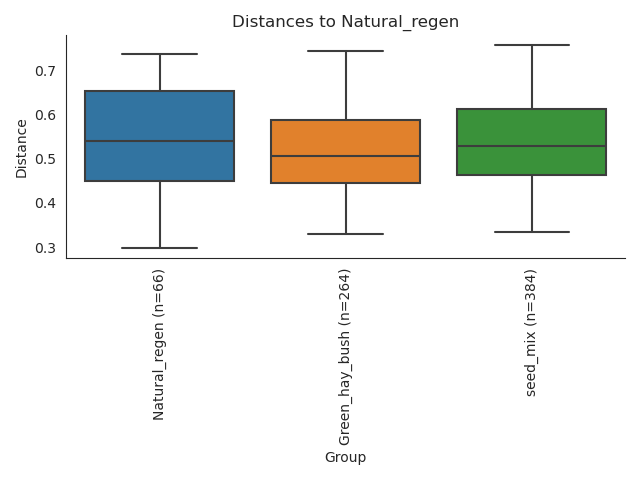 Distances to Natural_regen
Distance
0.7
0.6
0.5
0.4
0.3
Natural_regen (n=66)
Green_hay_bush (n=264)
seed_mix (n=384)
Group